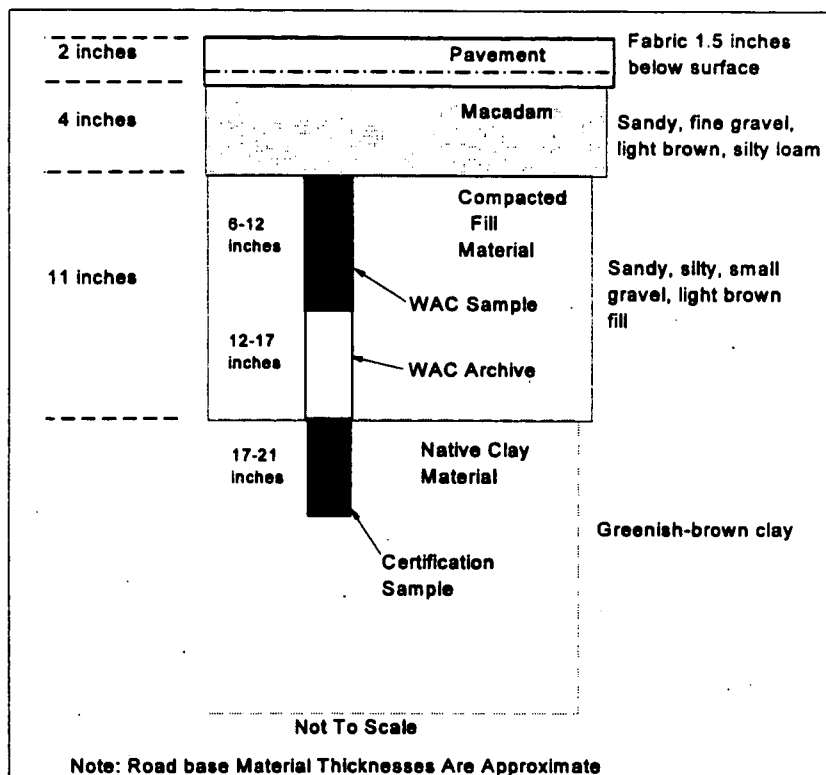 2 inches
Pavement
Fabric 1.5 inches
below surface
4 inches
Macadam
Sandy, fine gravel,
light brown, silty loam
11 inches
6-12
inches
Compacted
Fill
Material
WAC Sample
Sandy, silty, small
gravel, light brown
fill
12-17
inches
WAC Archive
17-21
inches
Native Clay
Material
Greenish-brown clay
Certification
Sample
Not To Scale
Note: Road base Material Thicknesses Are Approximate